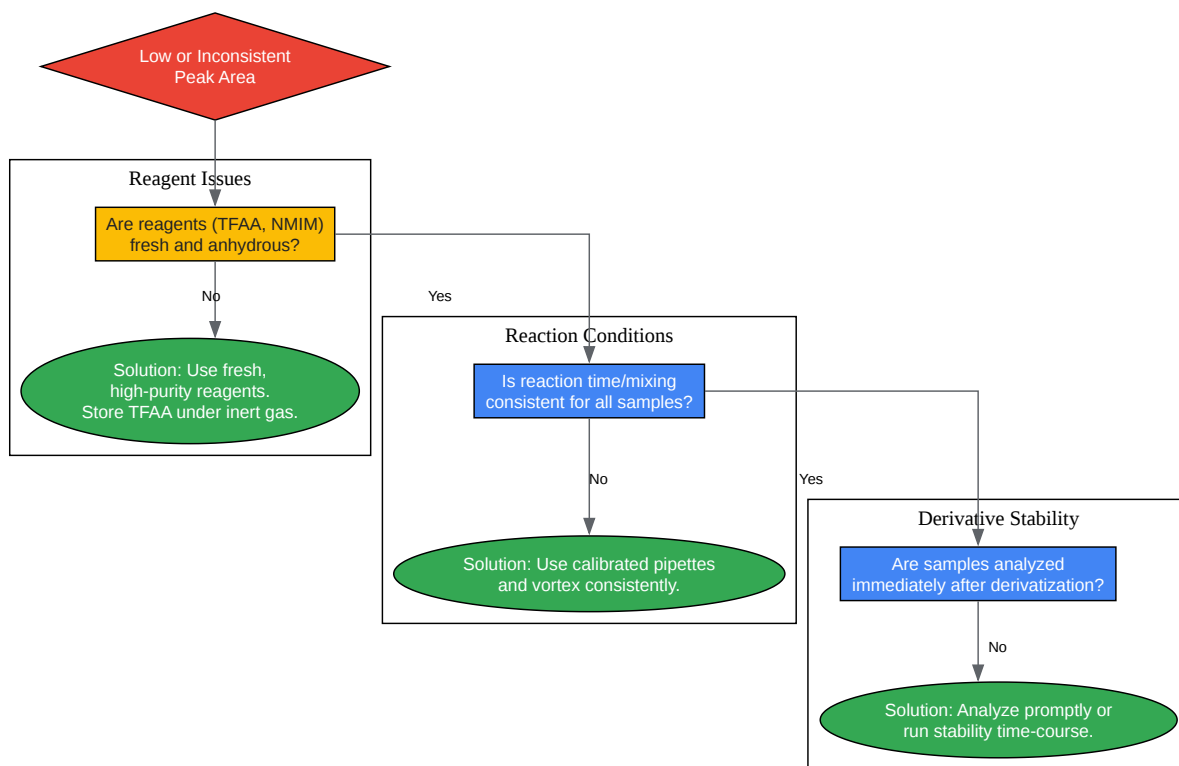 Low or Inconsistent
Peak Area
Reagent Issues
Are reagents (TFAA, NMIM)
fresh and anhydrous?
No
Yes
Solution: Use fresh,
high-purity reagents.
Store TFAA under inert gas.
Reaction Conditions
Is reaction time/mixing
consistent for all samples?
No
Yes
Solution: Use calibrated pipettes
and vortex consistently.
Derivative Stability
Are samples analyzed
immediately after derivatization?
No
Solution: Analyze promptly or
run stability time-course.